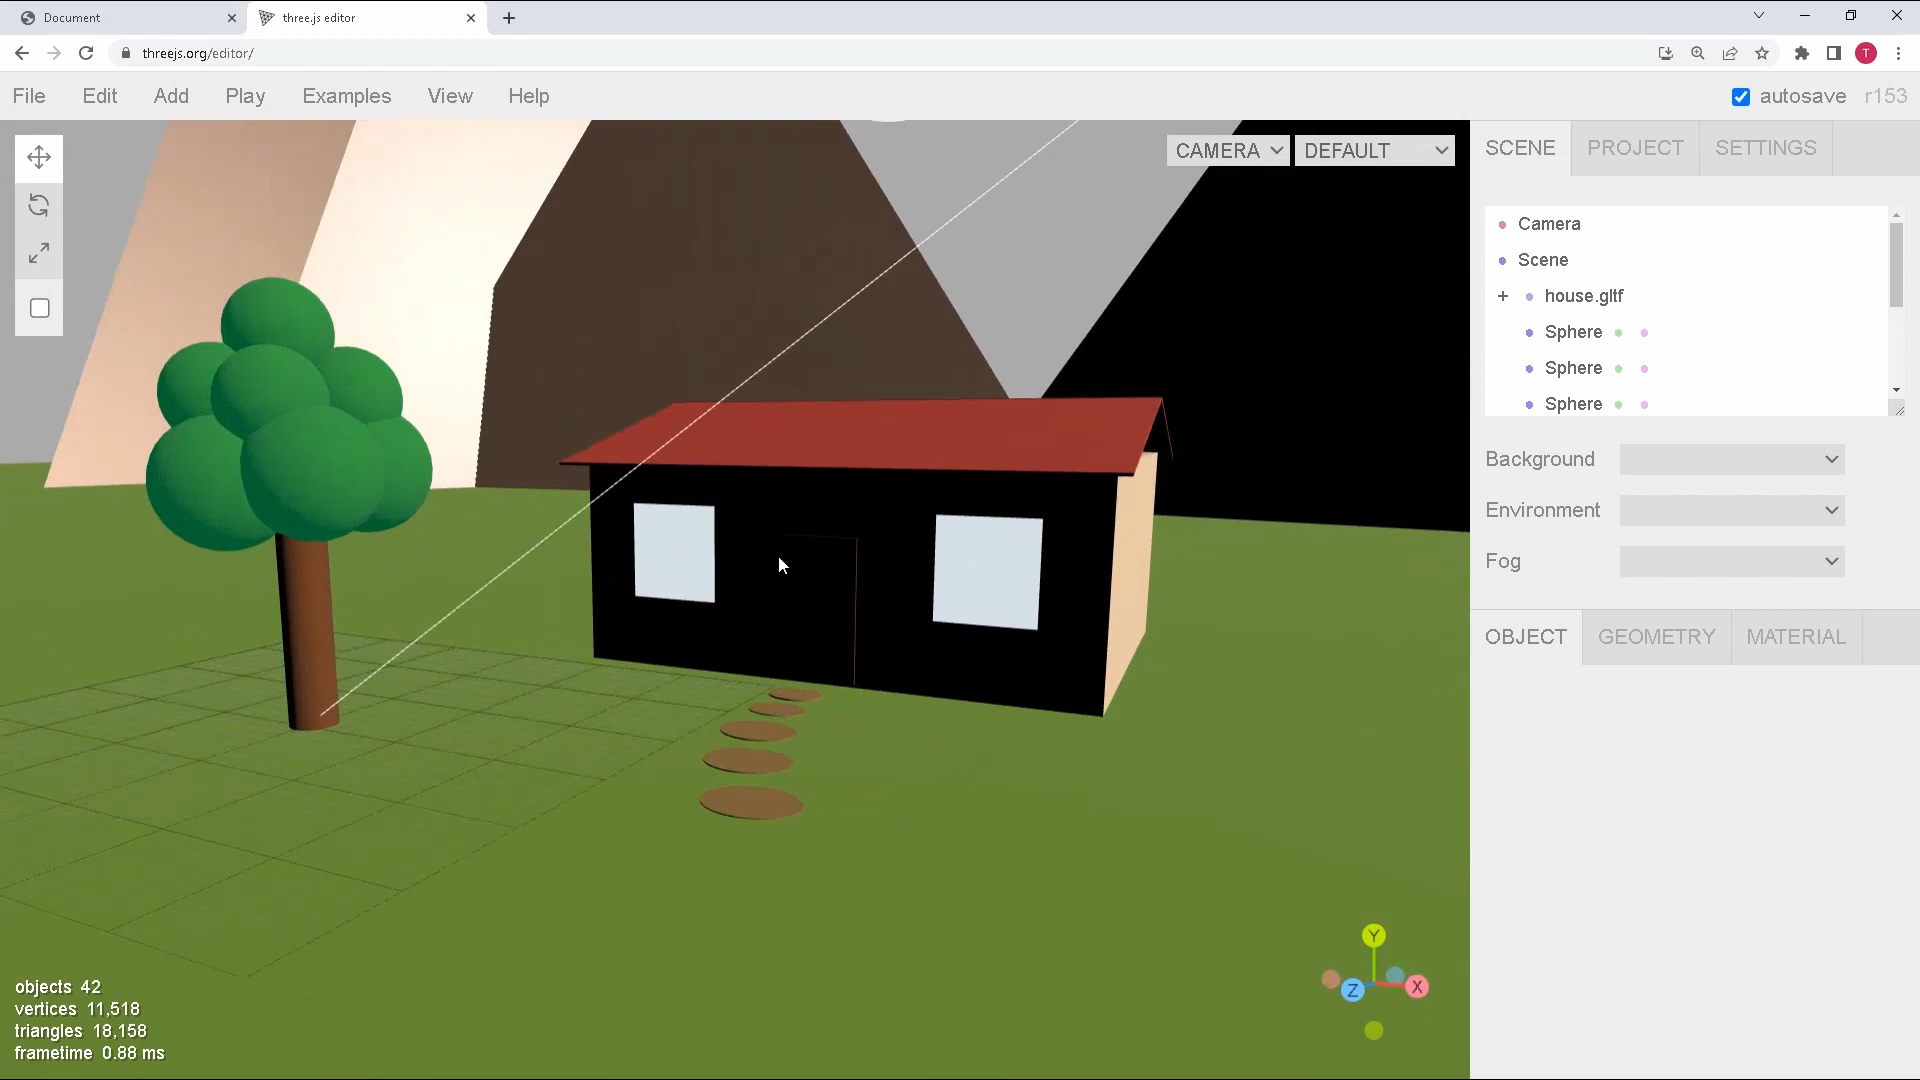 Document
three.js editor
threejs.org/editor/
T
File Edit Add Play Examples View Help
autosave r153
CAMERA DEFAULT
SCENE PROJECT SETTINGS
Camera
Scene
+ house.gltf
Sphere
Sphere
Sphere
Background
Environment
Fog
OBJECT GEOMETRY MATERIAL
Y
Z X
objects 42
vertices 11,518
triangles 18,158
frametime 0.88 ms